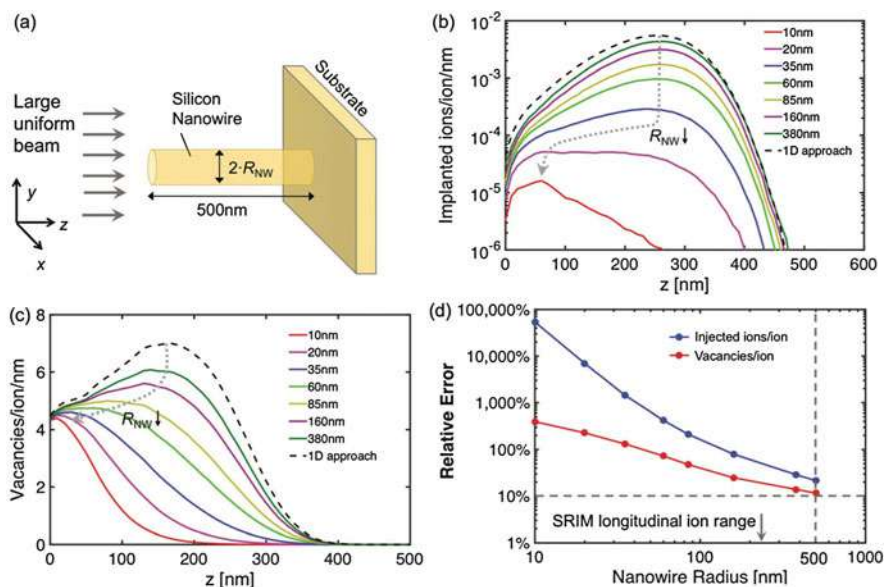 (a)
Large
uniform
beam
Silicon
Nanowire
Substrate
2·R_NW
500nm
y
z
x
(b)
Implanted ions/ion/nm
10⁻²
10⁻³
10⁻⁴
10⁻⁵
10⁻⁶
0 100 200 300 400 500 600
z [nm]
10nm
20nm
35nm
60nm
85nm
160nm
380nm
1D approach
R_NW↓
(c)
Vacancies/ion/nm
8
6
4
2
0
0 100 200 300 400 500
z [nm]
10nm
20nm
35nm
60nm
85nm
160nm
380nm
1D approach
R_NW↓
(d)
Relative Error
100,000%
10,000%
1,000%
100%
10%
1%
10 100 1000
Nanowire Radius [nm]
Injected ions/ion
Vacancies/ion
SRIM longitudinal ion range